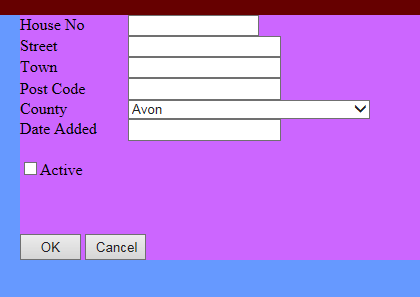 House No
Street
Town
Post Code
County Avon
Date Added
Active
OK Cancel